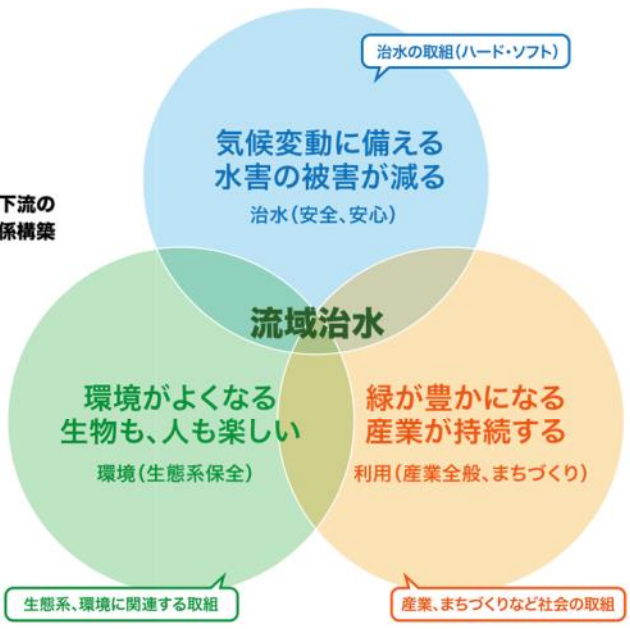 治水の取組（ハード・ソフト）
気候変動に備える
水害の被害が減る
治水（安全、安心）
下流の
係構築
流域治水
環境がよくなる
生物も、人も楽しい
環境（生態系保全）
緑が豊かになる
産業が持続する
利用（産業全般、まちづくり）
生態系、環境に関連する取組
産業、まちづくりなど社会の取組